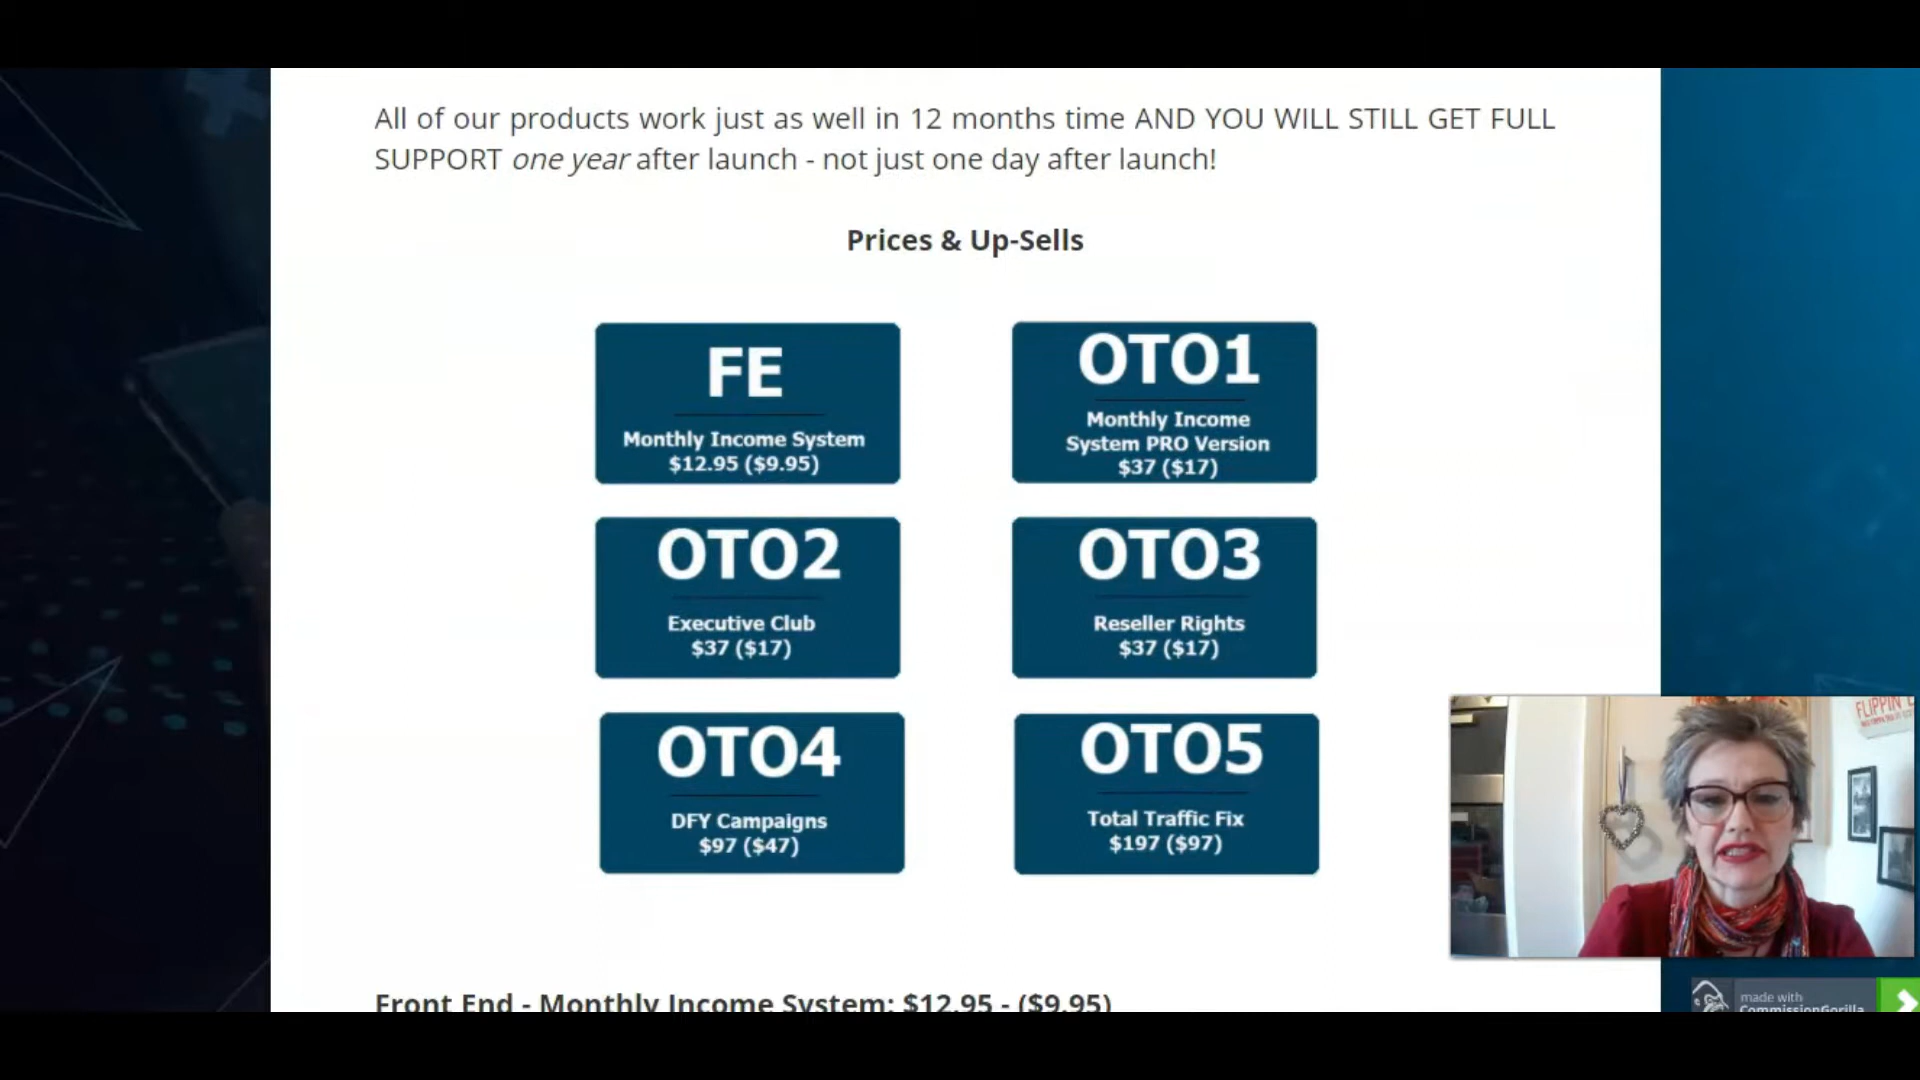 All of our products work just as well in 12 months time AND YOU WILL STILL GET FULL
SUPPORT one year after launch - not just one day after launch!
Prices & Up-Sells
FE
Monthly Income System
$12.95 ($9.95)
OTO1
Monthly Income
System PRO Version
$37 ($17)
OTO2
Executive Club
$37 ($17)
OTO3
Reseller Rights
$37 ($17)
OTO4
DFY Campaigns
$97 ($47)
OTO5
Total Traffic Fix
$197 ($97)
FLIPPIN
Front End - Monthly Income System: $12.95 - ($9.95)
made with
CommissionGorilla